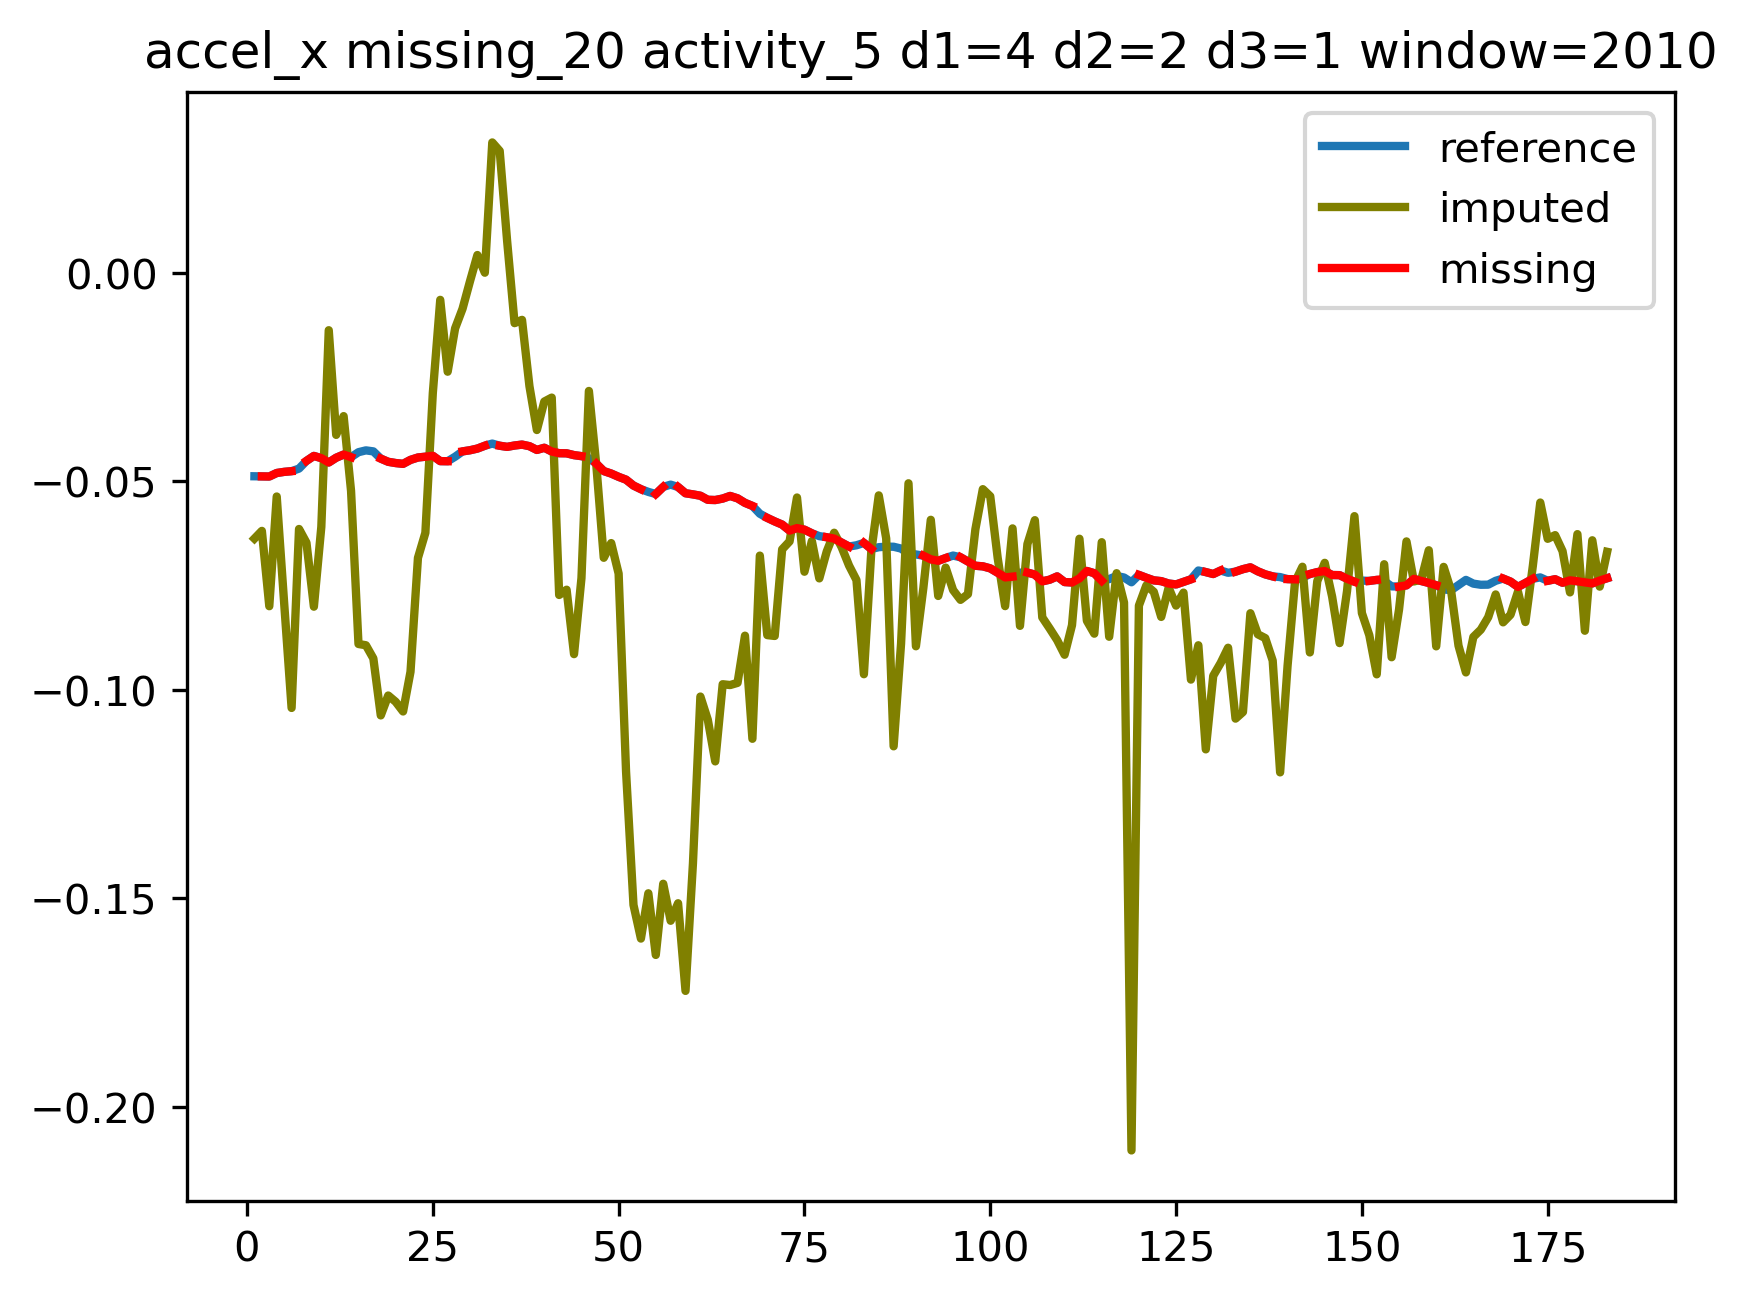 accel_x missing_20 activity_5 d1=4 d2=2 d3=1 window=2010
reference
imputed
missing
0.00
−0.05
−0.10
−0.15
−0.20
0 25 50 75 100 125 150 175